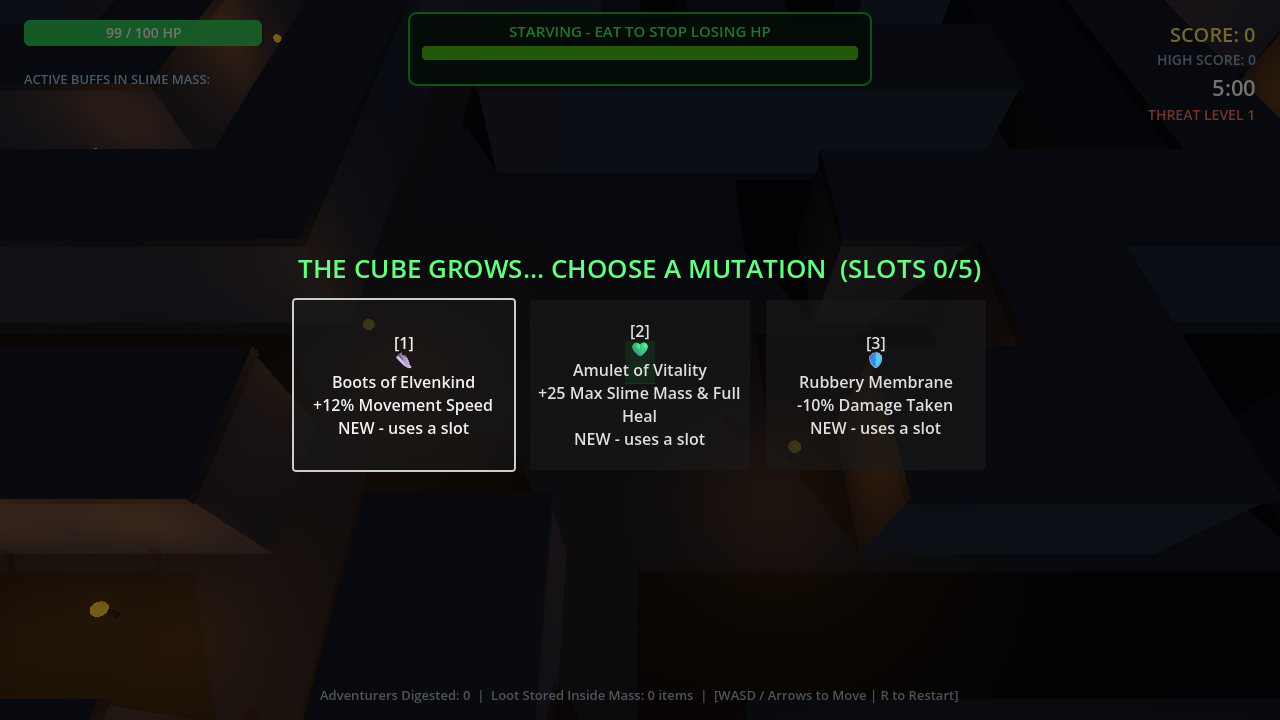 99 / 100 HP
STARVING - EAT TO STOP LOSING HP
SCORE: 0
HIGH SCORE: 0
5:00
THREAT LEVEL 1
ACTIVE BUFFS IN SLIME MASS:
THE CUBE GROWS... CHOOSE A MUTATION (SLOTS 0/5)
[1]
Boots of Elvenkind
+12% Movement Speed
NEW - uses a slot
[2]
Amulet of Vitality
+25 Max Slime Mass & Full
Heal
NEW - uses a slot
[3]
Rubbery Membrane
-10% Damage Taken
NEW - uses a slot
Adventurers Digested: 0 | Loot Stored Inside Mass: 0 items | [WASD / Arrows to Move | R to Restart]